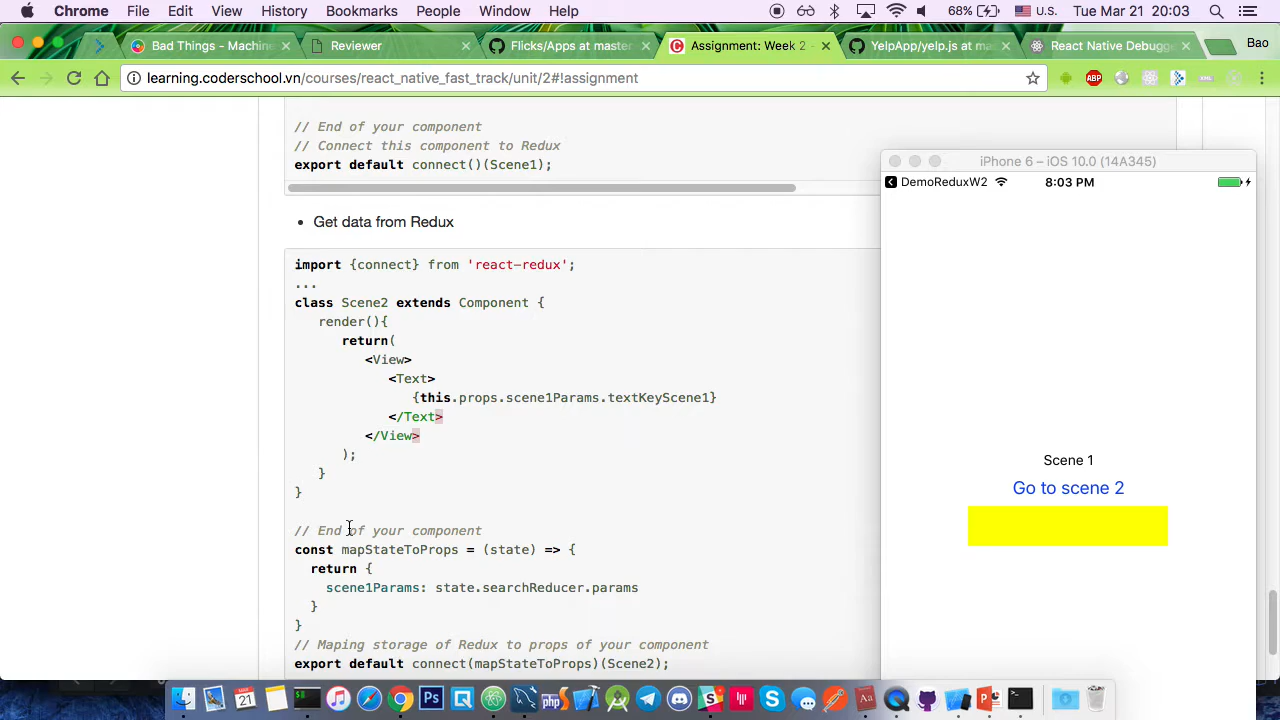 Chrome File Edit View History Bookmarks People Window Help 68% U.S. Tue Mar 21 20:03
Bad Things - Machine
Reviewer
Flicks/Apps at master
Assignment: Week 2 -
YelpApp/yelp.js at m
React Native Debugge
Bao
learning.coderschool.vn/courses/react_native_fast_track/unit/2#!assignment
ABP
// End of your component
// Connect this component to Redux
export default connect()(Scene1);
• Get data from Redux
import {connect} from 'react-redux';
...
class Scene2 extends Component {
render(){
return(
<View>
<Text>
{this.props.scene1Params.textKeyScene1}
</Text>
</View>
);
}
}
// End of your component
const mapStateToProps = (state) => {
return {
scene1Params: state.searchReducer.params
}
}
// Maping storage of Redux to props of your component
export default connect(mapStateToProps)(Scene2);
iPhone 6 – iOS 10.0 (14A345)
DemoReduxW2 8:03 PM
Scene 1
Go to scene 2